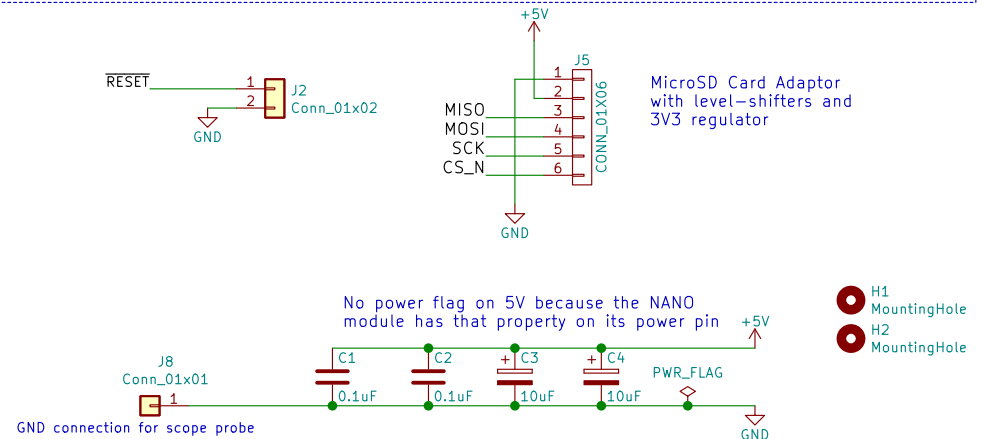 +5V
RESET
1
2
J2
Conn_01x02
GND
J5
1
2
3
4
5
6
CONN_01X06
MISO
MOSI
SCK
CS_N
GND
MicroSD Card Adaptor
with level-shifters and
3V3 regulator
No power flag on 5V because the NANO
module has that property on its power pin
H1
MountingHole
H2
MountingHole
+5V
J8
Conn_01x01
1
GND connection for scope probe
C1
0.1uF
C2
0.1uF
+
C3
10uF
+
C4
10uF
PWR_FLAG
GND